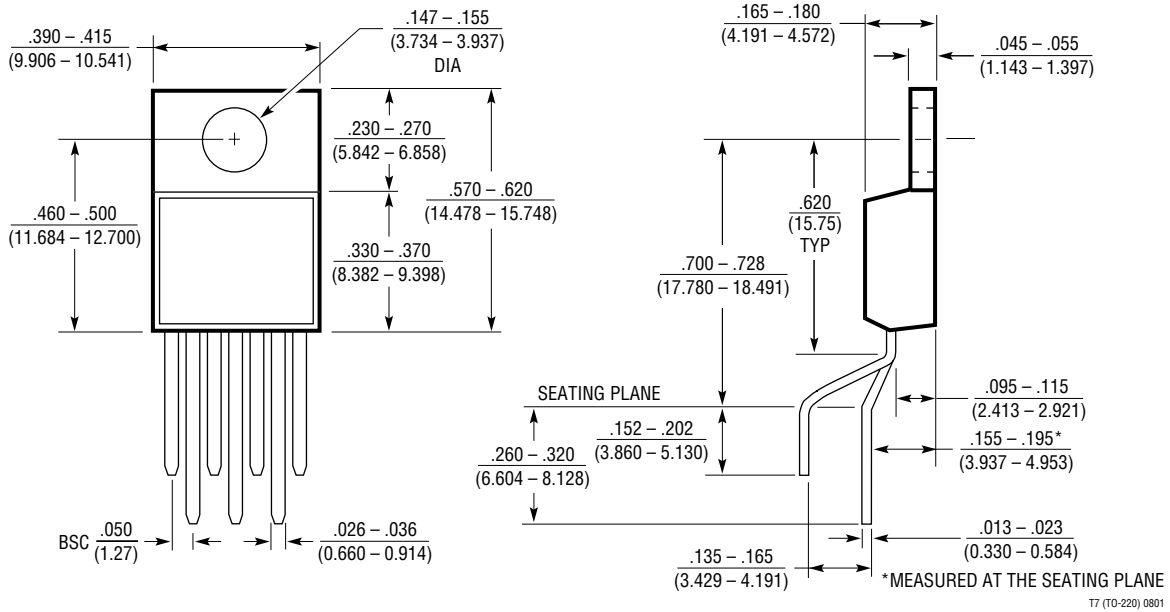 .390 – .415
(9.906 – 10.541)
.147 – .155
(3.734 – 3.937)
DIA
.230 – .270
(5.842 – 6.858)
.570 – .620
(14.478 – 15.748)
.460 – .500
(11.684 – 12.700)
.330 – .370
(8.382 – 9.398)
BSC .050
(1.27)
.026 – .036
(0.660 – 0.914)
.165 – .180
(4.191 – 4.572)
.045 – .055
(1.143 – 1.397)
.620
(15.75)
TYP
.700 – .728
(17.780 – 18.491)
SEATING PLANE
.152 – .202
(3.860 – 5.130)
.260 – .320
(6.604 – 8.128)
.095 – .115
(2.413 – 2.921)
.155 – .195*
(3.937 – 4.953)
.013 – .023
(0.330 – 0.584)
.135 – .165
(3.429 – 4.191)
*MEASURED AT THE SEATING PLANE
T7 (TO-220) 0801